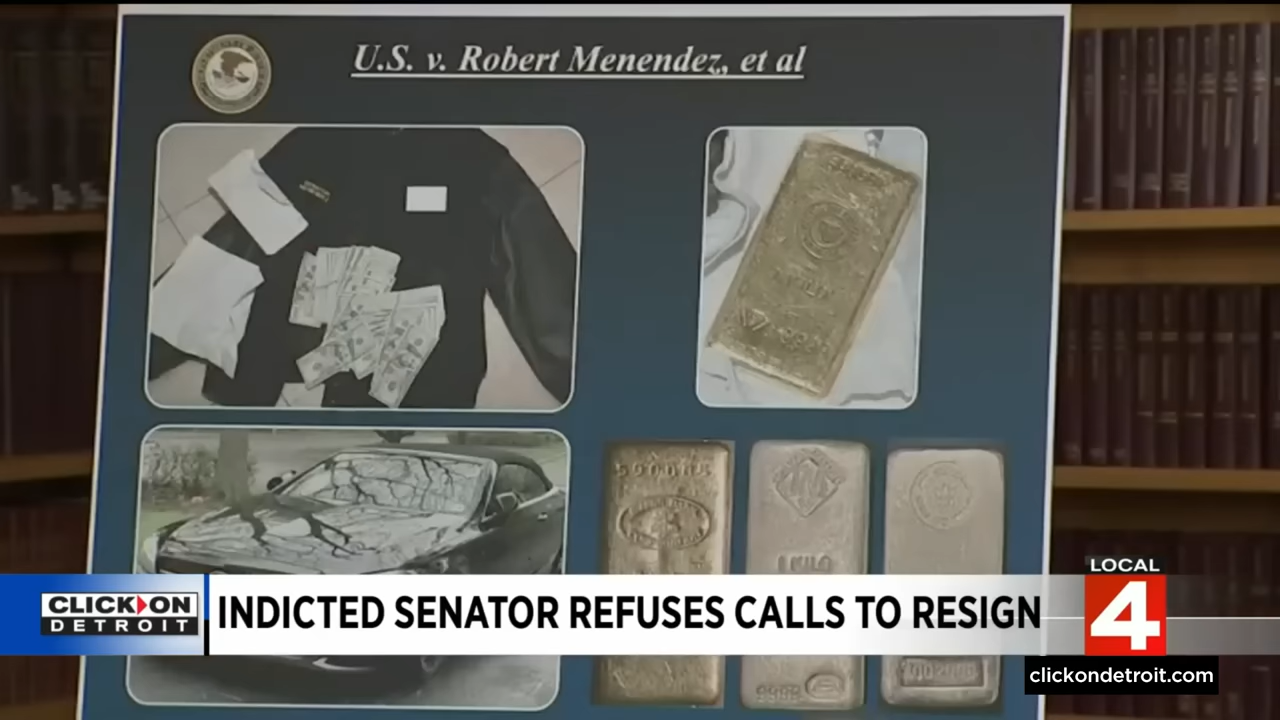 U.S. v. Robert Menendez, et al
1 KILO
LOCAL
4
CLICK ON
DETROIT
INDICTED SENATOR REFUSES CALLS TO RESIGN
clickondetroit.com